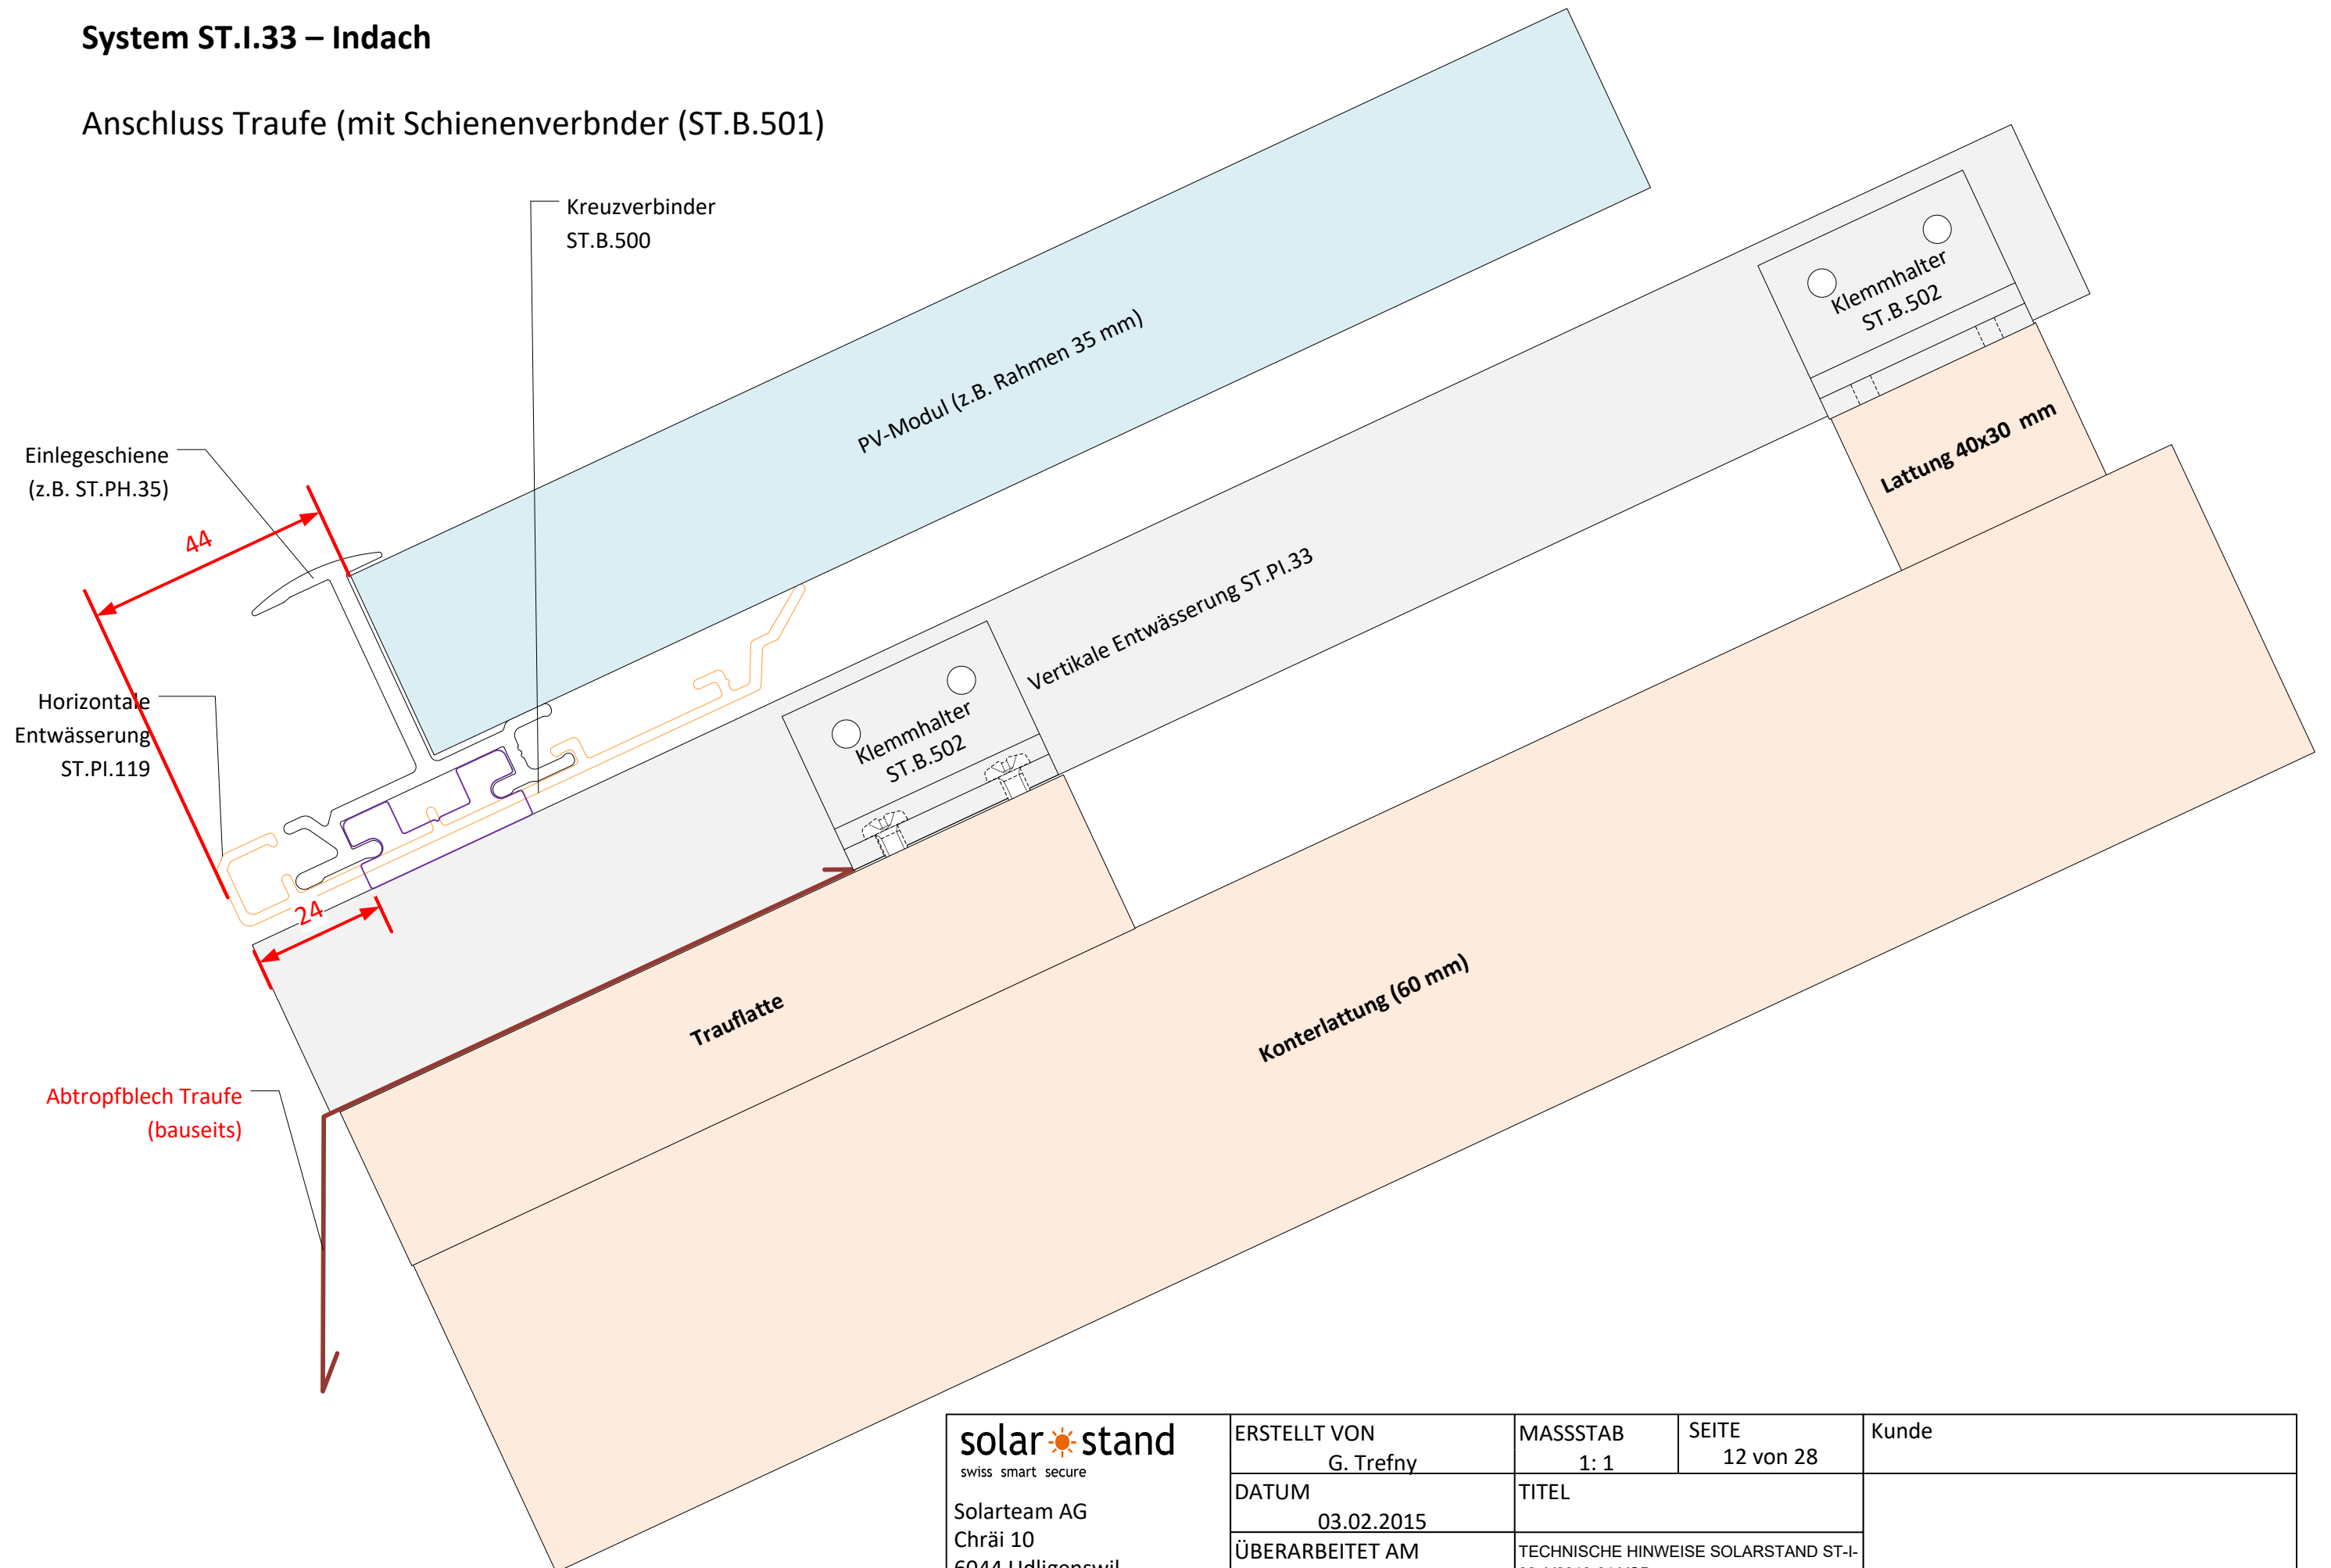 System ST.I.33 – Indach
Anschluss Traufe (mit Schienenverbnder (ST.B.501)
Kreuzverbinder
ST.B.500
PV-Modul (z.B. Rahmen 35 mm)
Klemmhalter
ST.B.502
Lattung 40x30 mm
Einlegeschiene
(z.B. ST.PH.35)
44
Vertikale Entwässerung ST.PI.33
Horizontale
Entwässerung
ST.PI.119
Klemmhalter
ST.B.502
24
Trauflatte
Konterlattung (60 mm)
Abtropfblech Traufe
(bauseits)
solar stand
swiss smart secure
Solarteam AG
Chräi 10
6044 Udligenswil
ERSTELLT VON
G. Trefny
MASSSTAB
1: 1
SEITE
12 von 28
Kunde
DATUM
03.02.2015
TITEL
ÜBERARBEITET AM
TECHNISCHE HINWEISE SOLARSTAND ST-I-